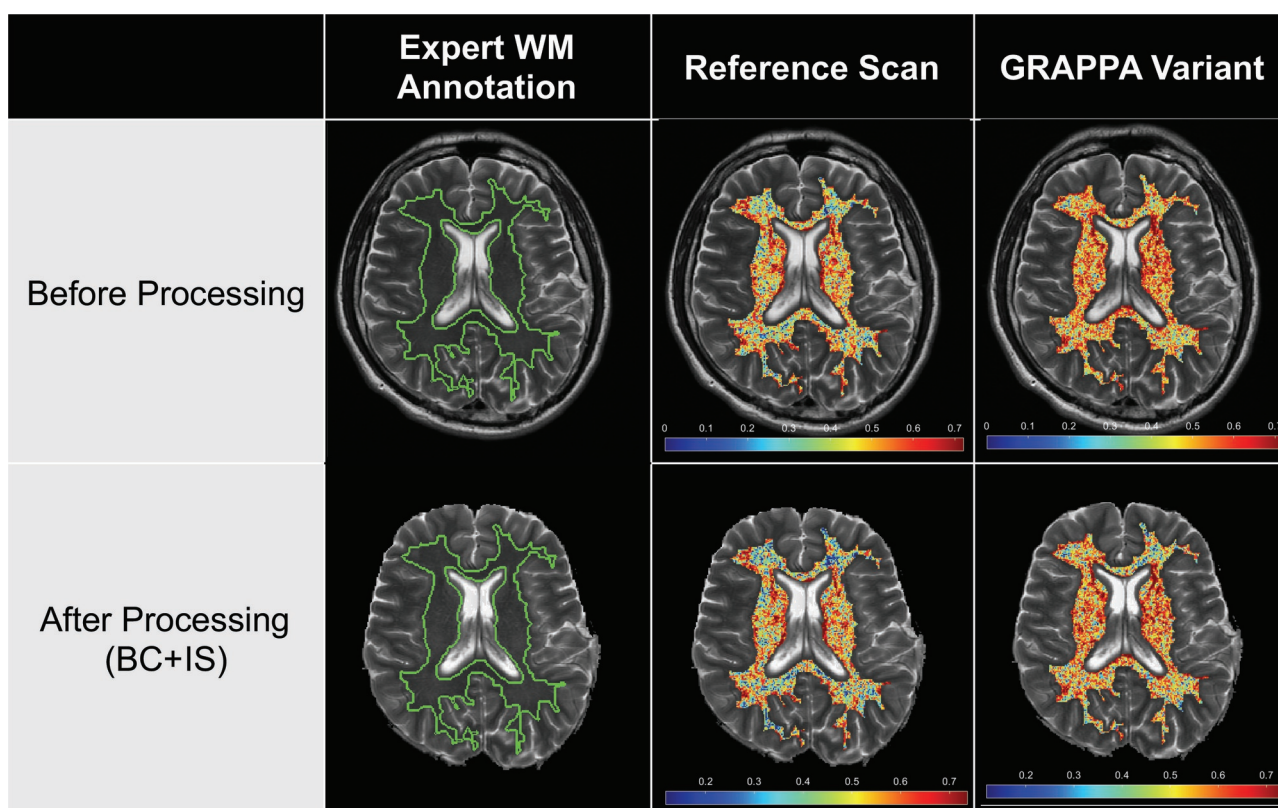 Expert WM
Annotation
Reference Scan
GRAPPA Variant
Before Processing
0 0.1 0.2 0.3 0.4 0.5 0.6 0.7
0 0.1 0.2 0.3 0.4 0.5 0.6 0.7
After Processing
(BC+IS)
0.2 0.3 0.4 0.5 0.6 0.7
0.2 0.3 0.4 0.5 0.6 0.7